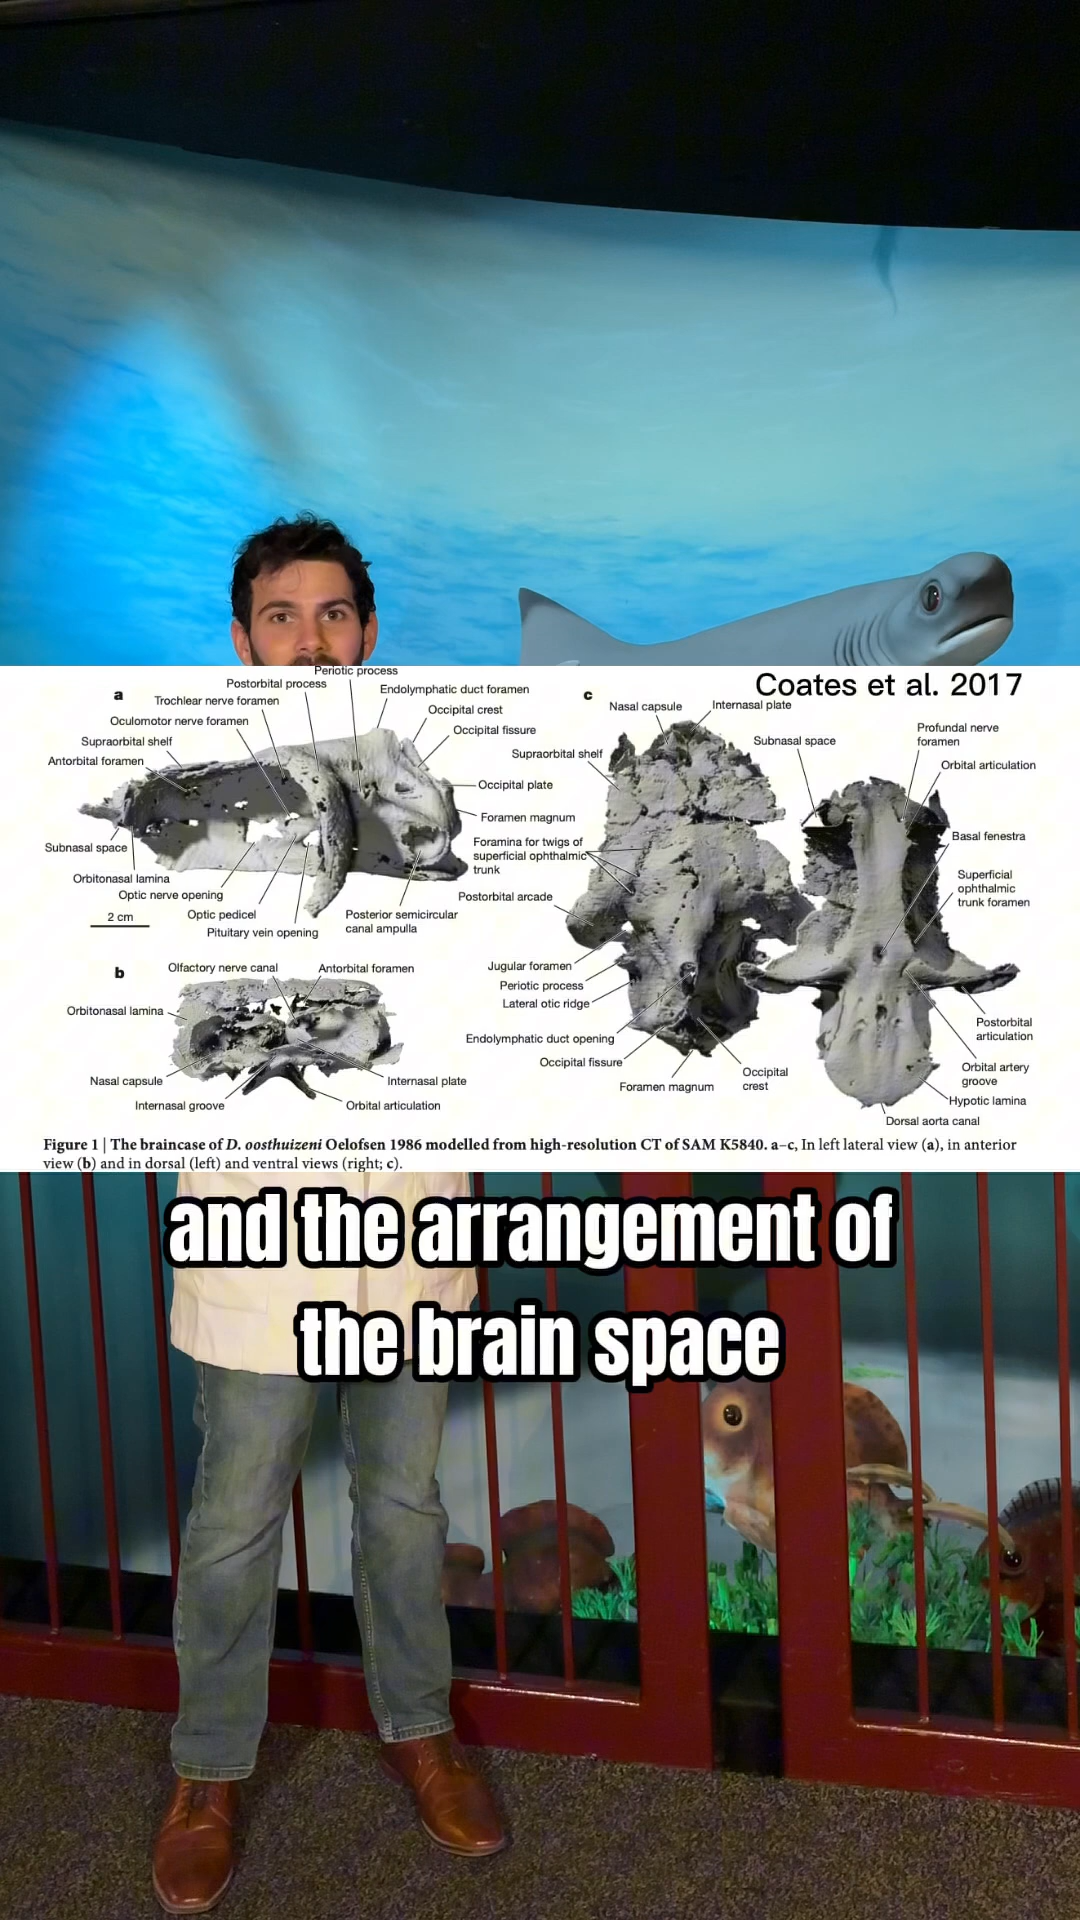 Coates et al. 2017
a
Periotic process
Postorbital process
Endolymphatic duct foramen
Trochlear nerve foramen
Occipital crest
Oculomotor nerve foramen
Occipital fissure
Supraorbital shelf
Antorbital foramen
Occipital plate
Foramen magnum
Subnasal space
Orbitonasal lamina
Optic nerve opening
2 cm
Optic pedicel
Posterior semicircular
canal ampulla
Pituitary vein opening
b
Olfactory nerve canal
Antorbital foramen
Orbitonasal lamina
Nasal capsule
Internasal plate
Internasal groove
Orbital articulation
c
Nasal capsule
Internasal plate
Subnasal space
Profundal nerve
foramen
Supraorbital shelf
Orbital articulation
Foramina for twigs of
superficial ophthalmic
trunk
Basal fenestra
Superficial
ophthalmic
trunk foramen
Postorbital arcade
Jugular foramen
Periotic process
Lateral otic ridge
Endolymphatic duct opening
Occipital fissure
Foramen magnum
Occipital
crest
Postorbital
articulation
Orbital artery
groove
Hypotic lamina
Dorsal aorta canal
Figure 1 | The braincase of D. oosthuizeni Oelofsen 1986 modelled from high-resolution CT of SAM K5840. a–c, In left lateral view (a), in anterior
view (b) and in dorsal (left) and ventral views (right; c).
and the arrangement of
the brain space